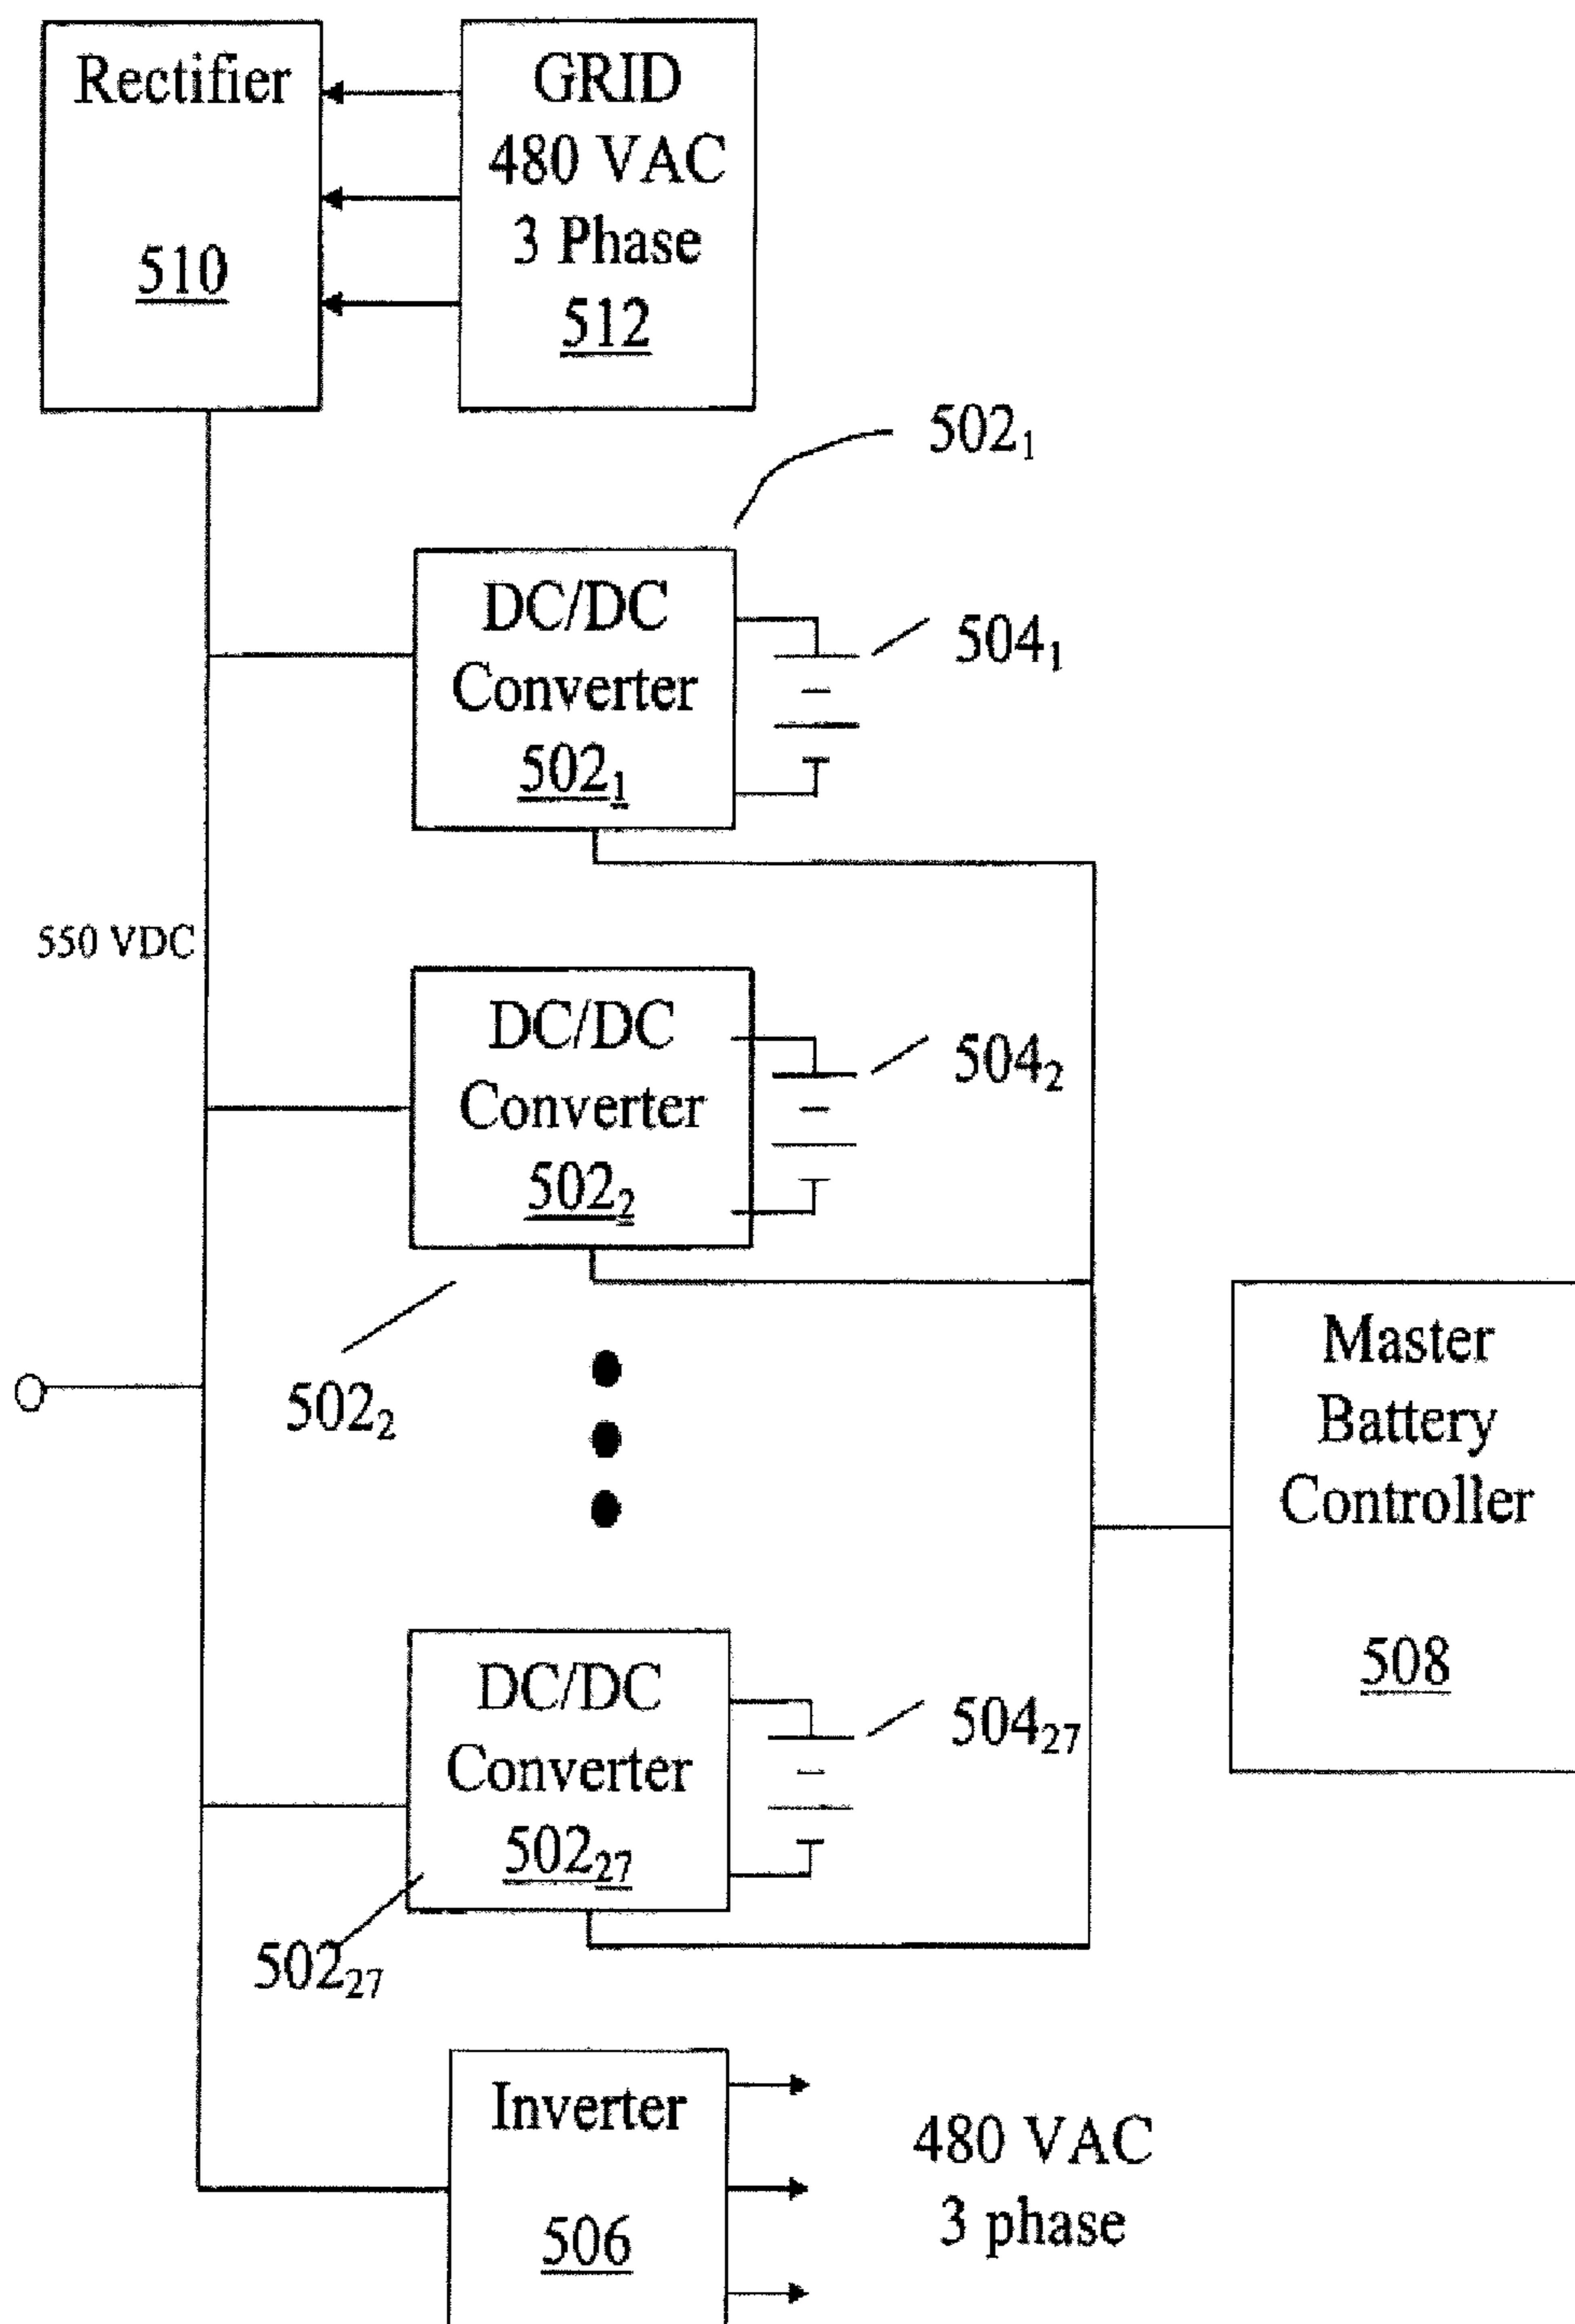 Rectifier
510
GRID
480 VAC
3 Phase
512
502₁
DC/DC
Converter
502₁
504₁
550 VDC
DC/DC
Converter
502₂
504₂
502₂
Master
Battery
Controller
508
DC/DC
Converter
502₂₇
504₂₇
502₂₇
Inverter
506
480 VAC
3 phase